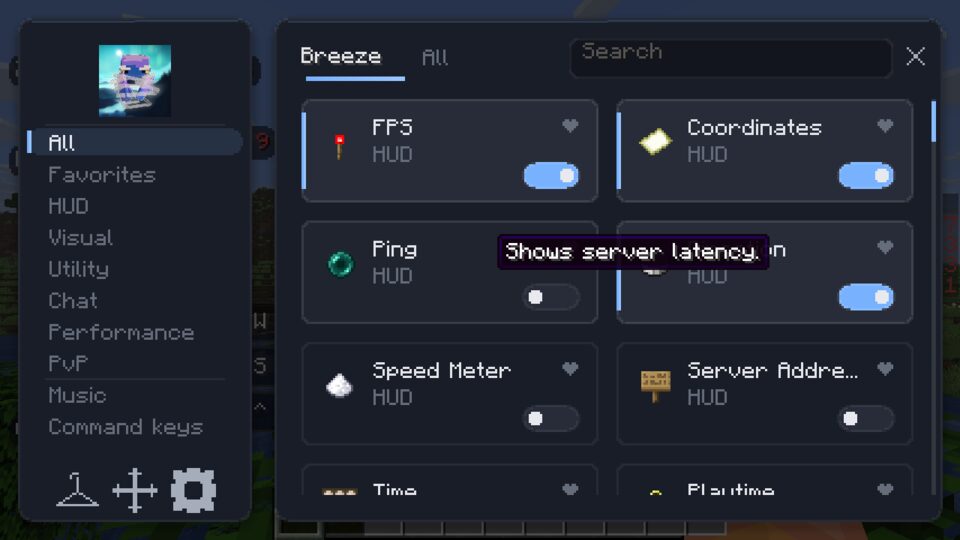 Breeze
All
Search
All
Favorites
HUD
Visual
Utility
Chat
Performance
PvP
Music
Command keys
FPS
HUD
Coordinates
HUD
Ping
HUD
Shows server latency.
HUD
Speed Meter
HUD
Server Addre...
HUD
Time
Playtime
9
W
S